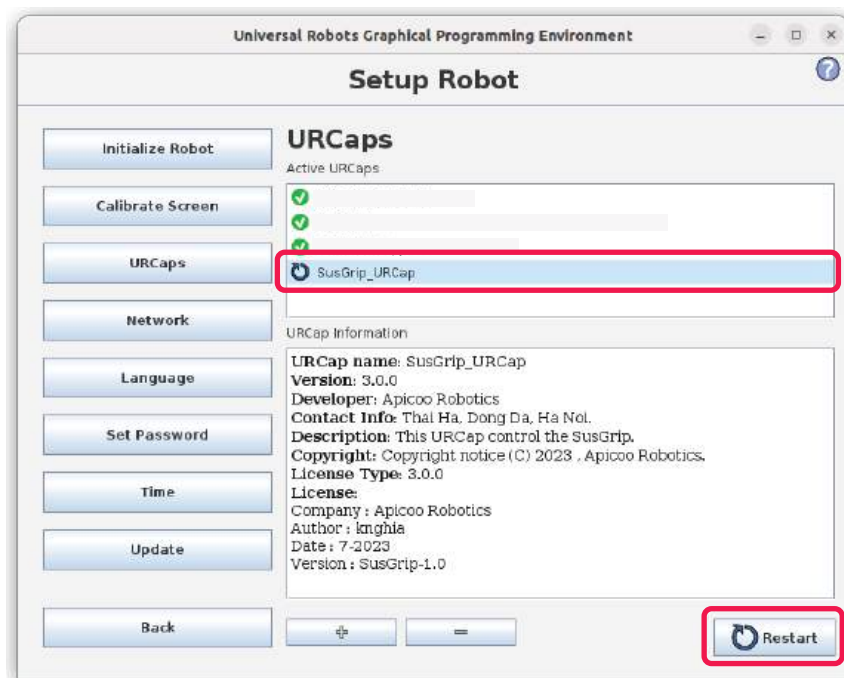 Universal Robots Graphical Programming Environment
Setup Robot
?
Initialize Robot
Calibrate Screen
URCaps
Network
Language
Set Password
Time
Update
Back
URCaps
Active URCaps
SusGrip_URCap
URCap Information
URCap name: SusGrip_URCap
Version: 3.0.0
Developer: Apicoo Robotics
Contact Info: Thai Ha, Dong Da, Ha Noi.
Description: This URCap control the SusGrip.
Copyright: Copyright notice (C) 2023 , Apicoo Robotics.
License Type: 3.0.0
License:
Company : Apicoo Robotics
Author : knghia
Date : 7-2023
Version : SusGrip-1.0
Restart